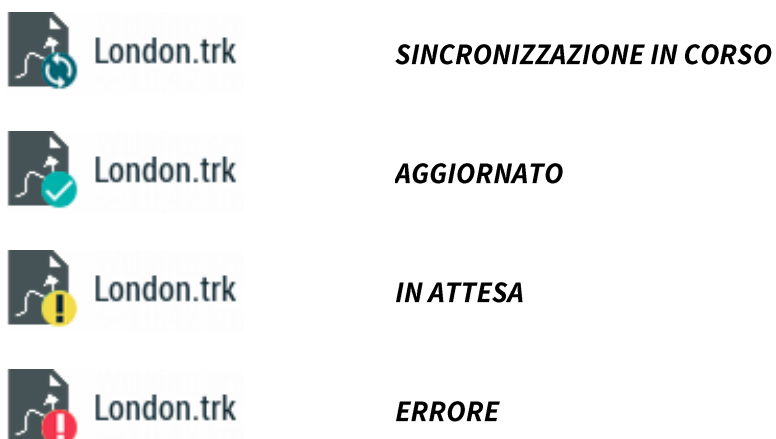 London.trk SINCRONIZZAZIONE IN CORSO
London.trk AGGIORNATO
London.trk IN ATTESA
London.trk ERRORE